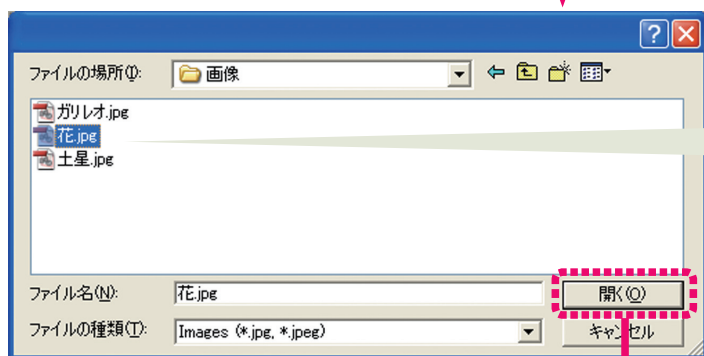 ファイルの場所(I):
画像
ガリレオ.jpg
花.jpg
土星.jpg
ファイル名(N):
花.jpg
開く(O)
ファイルの種類(T):
Images (*.jpg, *.jpeg)
キャンセル